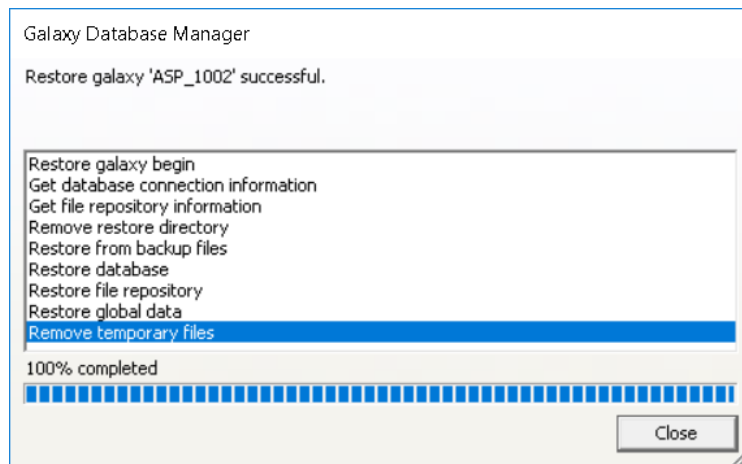 Galaxy Database Manager
Restore galaxy 'ASP_1002' successful.
Restore galaxy begin
Get database connection information
Get file repository information
Remove restore directory
Restore from backup files
Restore database
Restore file repository
Restore global data
Remove temporary files
100% completed
Close